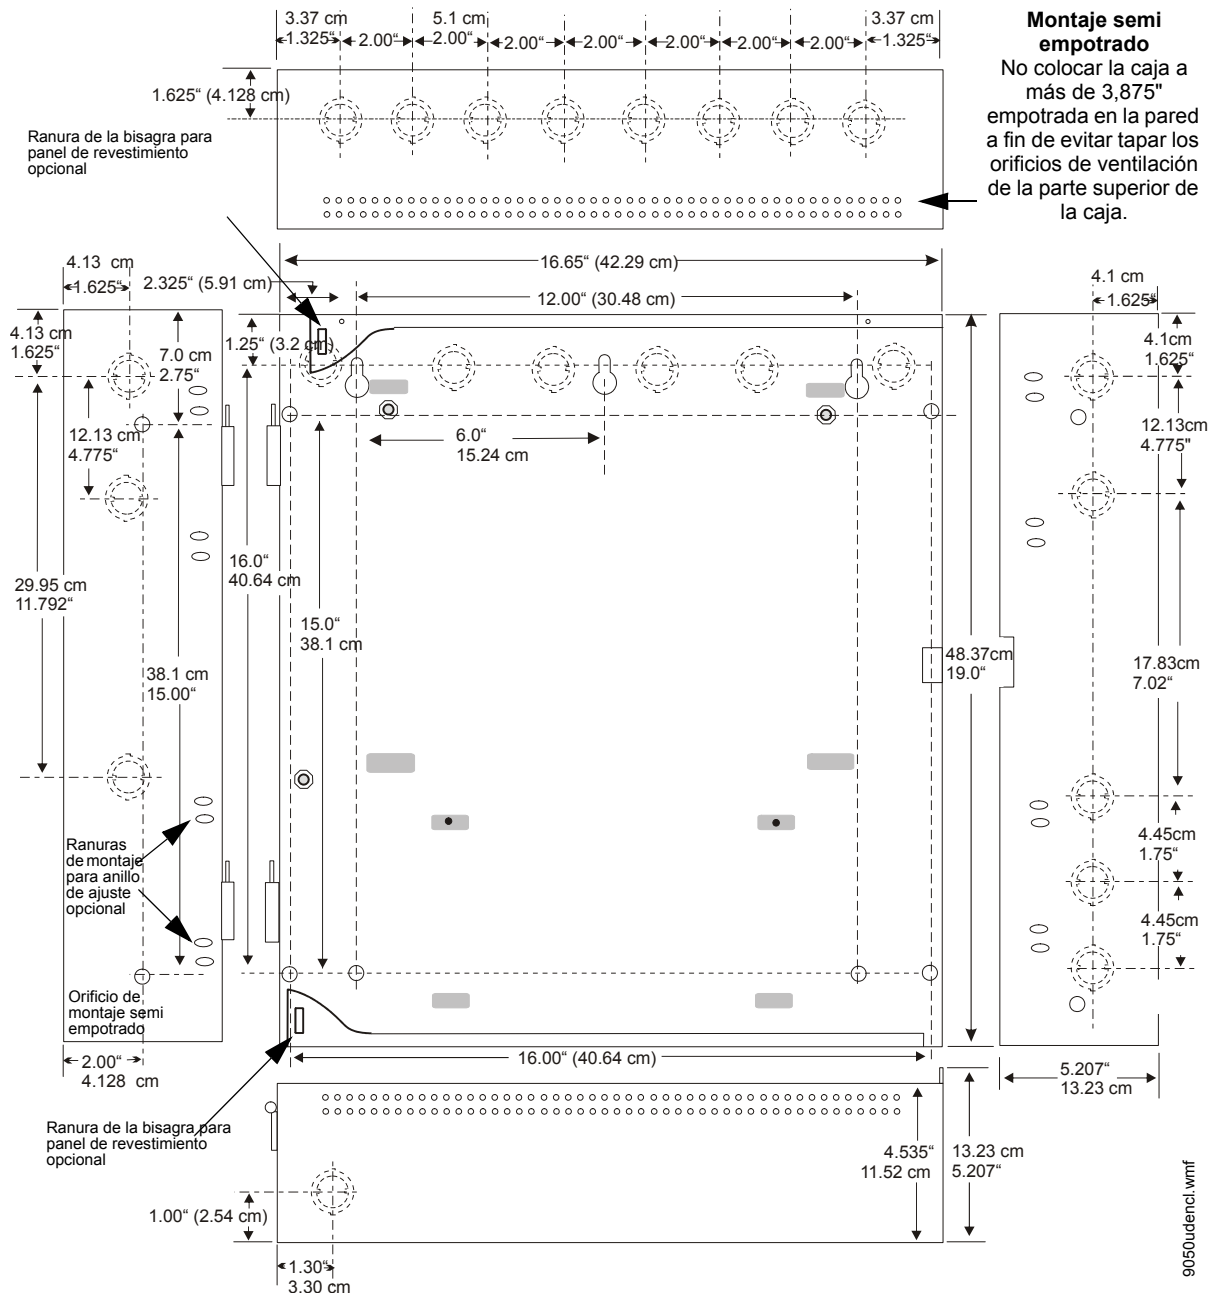 3.37 cm
5.1 cm
3.37 cm
1.325“
2.00“
2.00“
2.00“
2.00“
2.00“
2.00“
2.00“
1.325“
Montaje semi
empotrado
No colocar la caja a
más de 3,875"
empotrada en la pared
a fin de evitar tapar los
orificios de ventilación
de la parte superior de
la caja.
1.625“ (4.128 cm)
Ranura de la bisagra para
panel de revestimiento
opcional
4.13 cm
1.625“
2.325“ (5.91 cm)
16.65“ (42.29 cm)
12.00“ (30.48 cm)
4.1 cm
1.625“
4.13 cm
1.625“
7.0 cm
2.75“
1.25“ (3.2 cm)
4.1cm
1.625“
12.13 cm
4.775“
6.0“
15.24 cm
12.13cm
4.775"
29.95 cm
11.792“
16.0“
40.64 cm
15.0“
38.1 cm
38.1 cm
15.00“
48.37cm
19.0“
17.83cm
7.02“
Ranuras
de montaje
para anillo
de ajuste
opcional
4.45cm
1.75“
4.45cm
1.75“
Orificio de
montaje semi
empotrado
2.00“
4.128 cm
16.00“ (40.64 cm)
5.207“
13.23 cm
Ranura de la bisagra para
panel de revestimiento
opcional
4.535“
11.52 cm
13.23 cm
5.207“
1.00“ (2.54 cm)
1.30“
3.30 cm
9050udencl.wmf